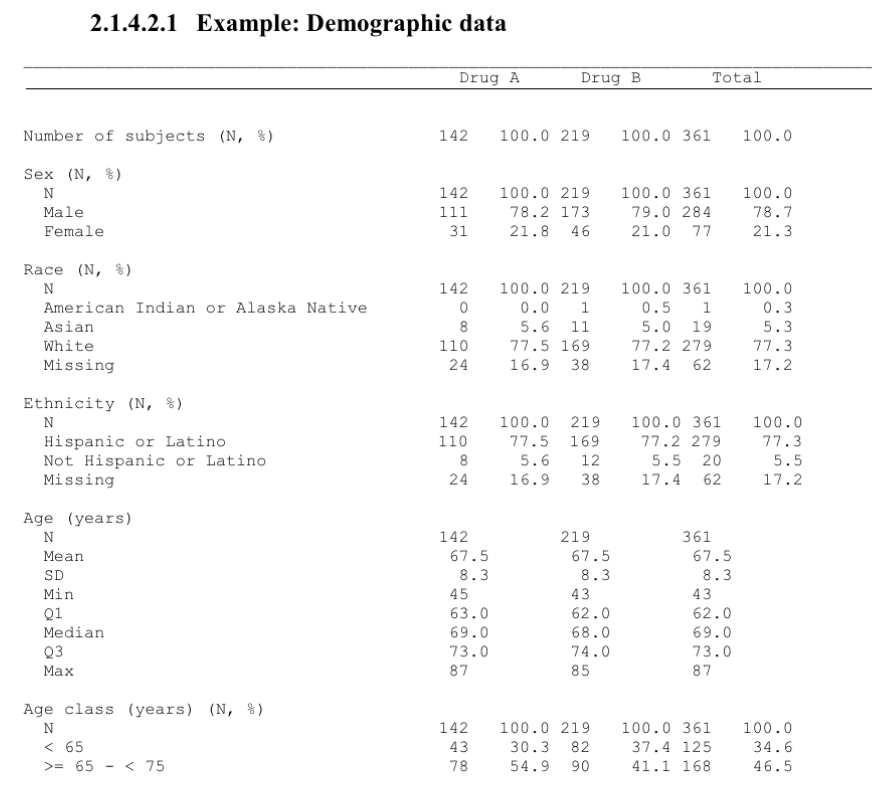 2.1.4.2.1 Example: Demographic data
Drug A Drug B Total
Number of subjects (N, %) 142 100.0 219 100.0 361 100.0
Sex (N, %)
N 142 100.0 219 100.0 361 100.0
Male 111 78.2 173 79.0 284 78.7
Female 31 21.8 46 21.0 77 21.3
Race (N, %)
N 142 100.0 219 100.0 361 100.0
American Indian or Alaska Native 0 0.0 1 0.5 1 0.3
Asian 8 5.6 11 5.0 19 5.3
White 110 77.5 169 77.2 279 77.3
Missing 24 16.9 38 17.4 62 17.2
Ethnicity (N, %)
N 142 100.0 219 100.0 361 100.0
Hispanic or Latino 110 77.5 169 77.2 279 77.3
Not Hispanic or Latino 8 5.6 12 5.5 20 5.5
Missing 24 16.9 38 17.4 62 17.2
Age (years)
N 142 219 361
Mean 67.5 67.5 67.5
SD 8.3 8.3 8.3
Min 45 43 43
Q1 63.0 62.0 62.0
Median 69.0 68.0 69.0
Q3 73.0 74.0 73.0
Max 87 85 87
Age class (years) (N, %)
N 142 100.0 219 100.0 361 100.0
< 65 43 30.3 82 37.4 125 34.6
>= 65 - < 75 78 54.9 90 41.1 168 46.5